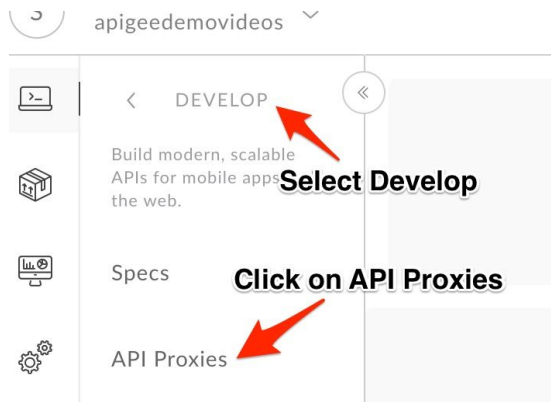 apigeedemovideos
DEVELOP
Build modern, scalable
APIs for mobile apps
the web.
Select Develop
Specs
Click on API Proxies
API Proxies